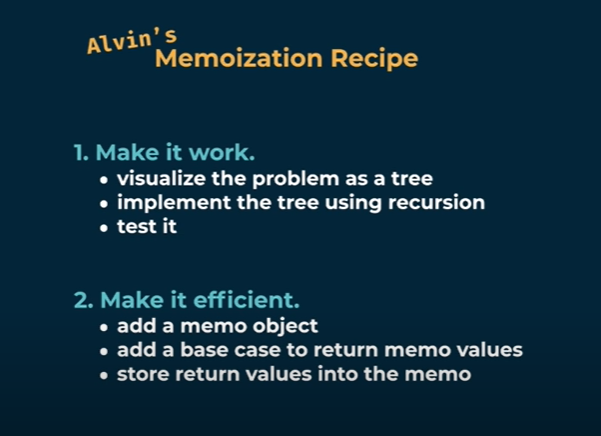 Alvin's
Memoization Recipe
1. Make it work.
• visualize the problem as a tree
• implement the tree using recursion
• test it
2. Make it efficient.
• add a memo object
• add a base case to return memo values
• store return values into the memo